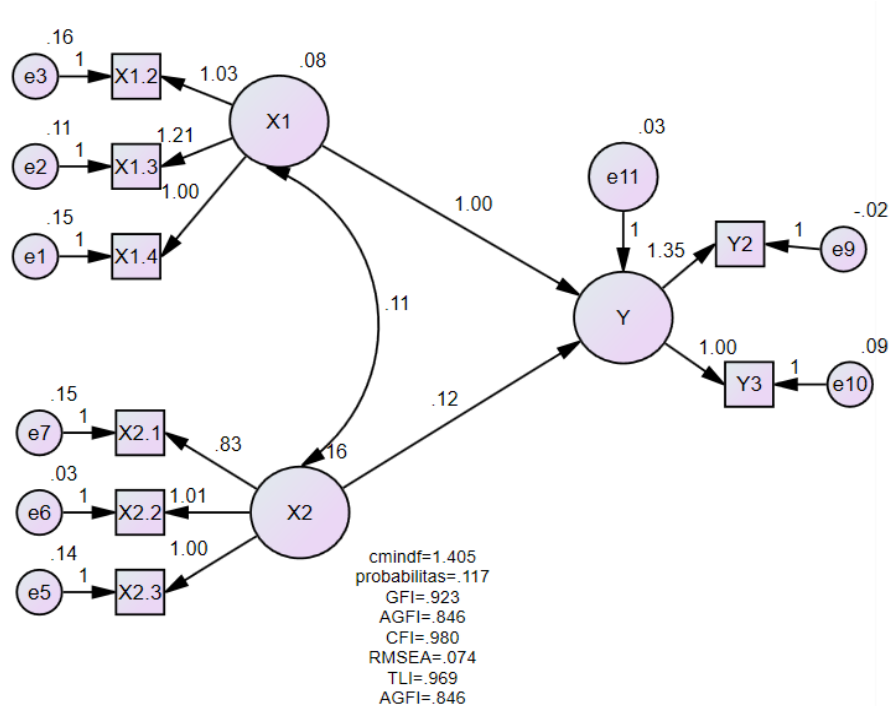 .16
e3 1 X1.2 1.03 .08
X1
.11
e2 1 X1.3 1.21
.15
e1 1 X1.4 1.00
.03
e11
1
1.00
-.02
Y2 1 e9
1.35
Y
.09
1.00
Y3 1 e10
.11
.12
.15
e7 1 X2.1 .83
.16
.03
e6 1 X2.2 1.01
X2
.14
e5 1 X2.3 1.00
cmindf=1.405
probabilitas=.117
GFI=.923
AGFI=.846
CFI=.980
RMSEA=.074
TLI=.969
AGFI=.846